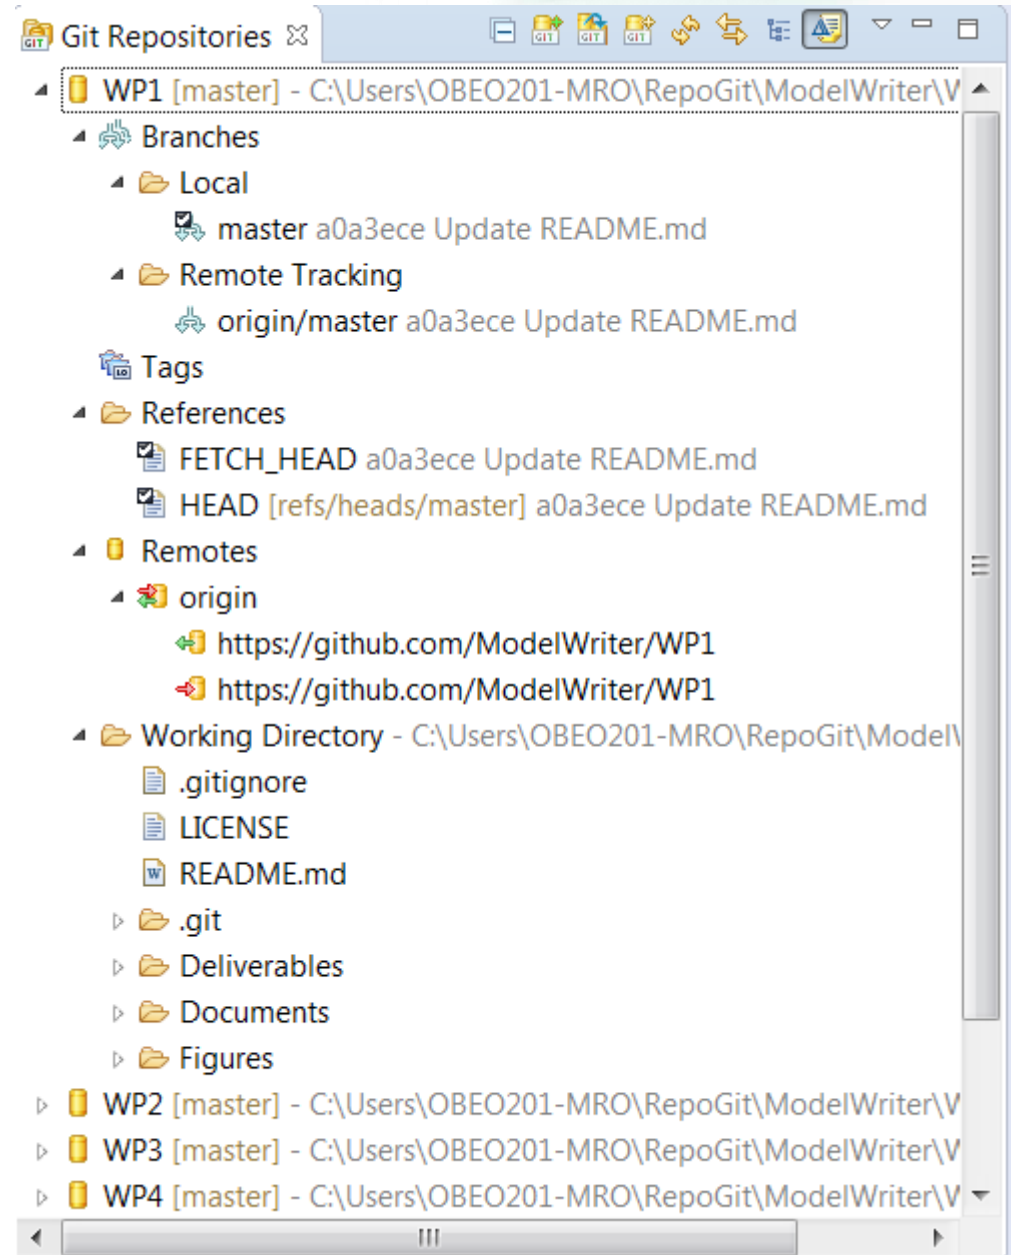 Git Repositories
WP1 [master] - C:\Users\OBEO201-MRO\RepoGit\ModelWriter\
Branches
Local
master a0a3ece Update README.md
Remote Tracking
origin/master a0a3ece Update README.md
Tags
References
FETCH_HEAD a0a3ece Update README.md
HEAD [refs/heads/master] a0a3ece Update README.md
Remotes
origin
https://github.com/ModelWriter/WP1
https://github.com/ModelWriter/WP1
Working Directory - C:\Users\OBEO201-MRO\RepoGit\Model\
.gitignore
LICENSE
README.md
.git
Deliverables
Documents
Figures
WP2 [master] - C:\Users\OBEO201-MRO\RepoGit\ModelWriter\
WP3 [master] - C:\Users\OBEO201-MRO\RepoGit\ModelWriter\
WP4 [master] - C:\Users\OBEO201-MRO\RepoGit\ModelWriter\